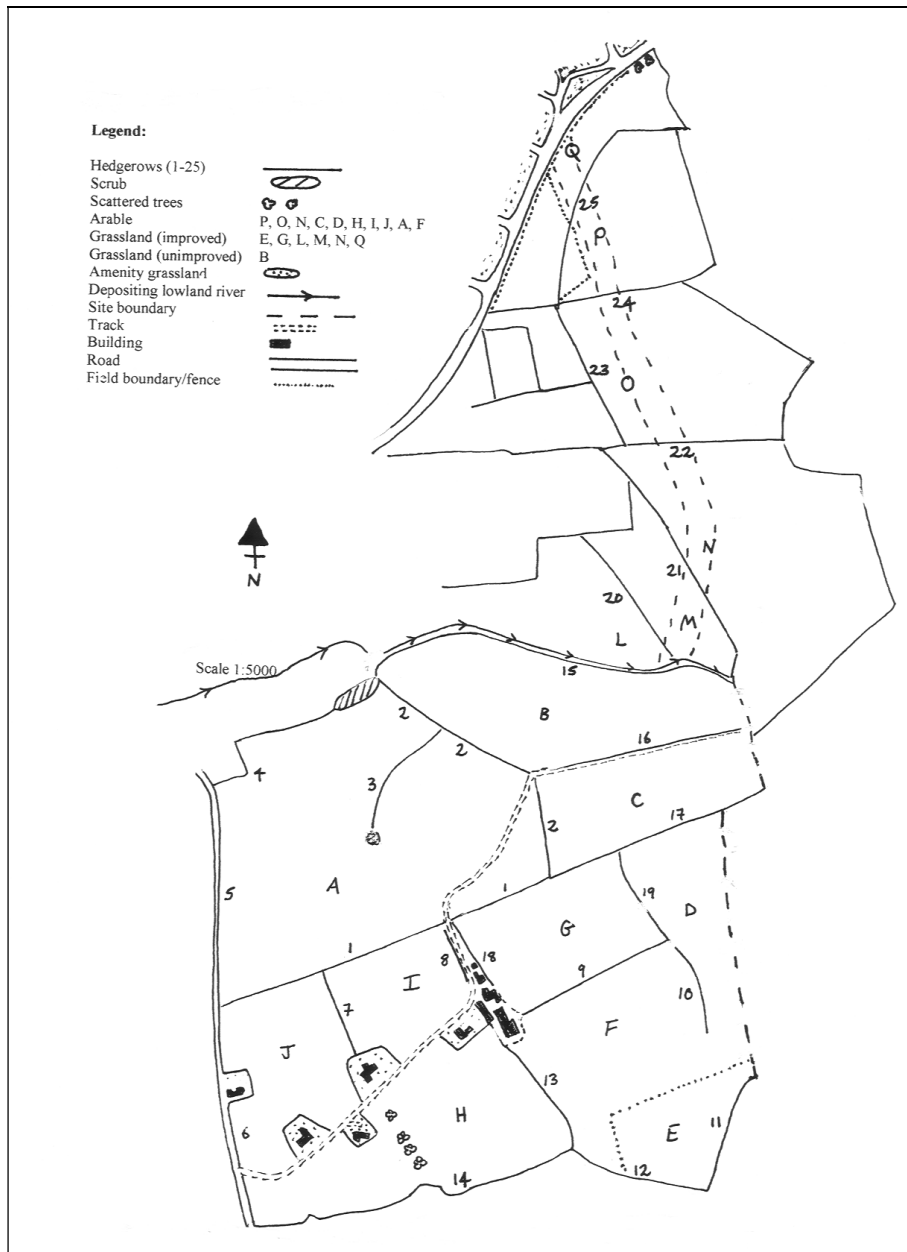 Legend:
Hedgerows (1-25)
Scrub
Scattered trees
Arable P, O, N, C, D, H, I, J, A, F
Grassland (improved) E, G, L, M, N, Q
Grassland (unimproved) B
Amenity grassland
Depositing lowland river
Site boundary
Track
Building
Road
Field boundary/fence
Q
25
P
24
23
O
22
N
N
21
20
M
L
Scale 1:5000
15
2
B
2
16
4
3
C
2
17
A
5
1
19
D
1
G
8
18
I
9
7
10
F
J
13
H
E
11
6
12
14